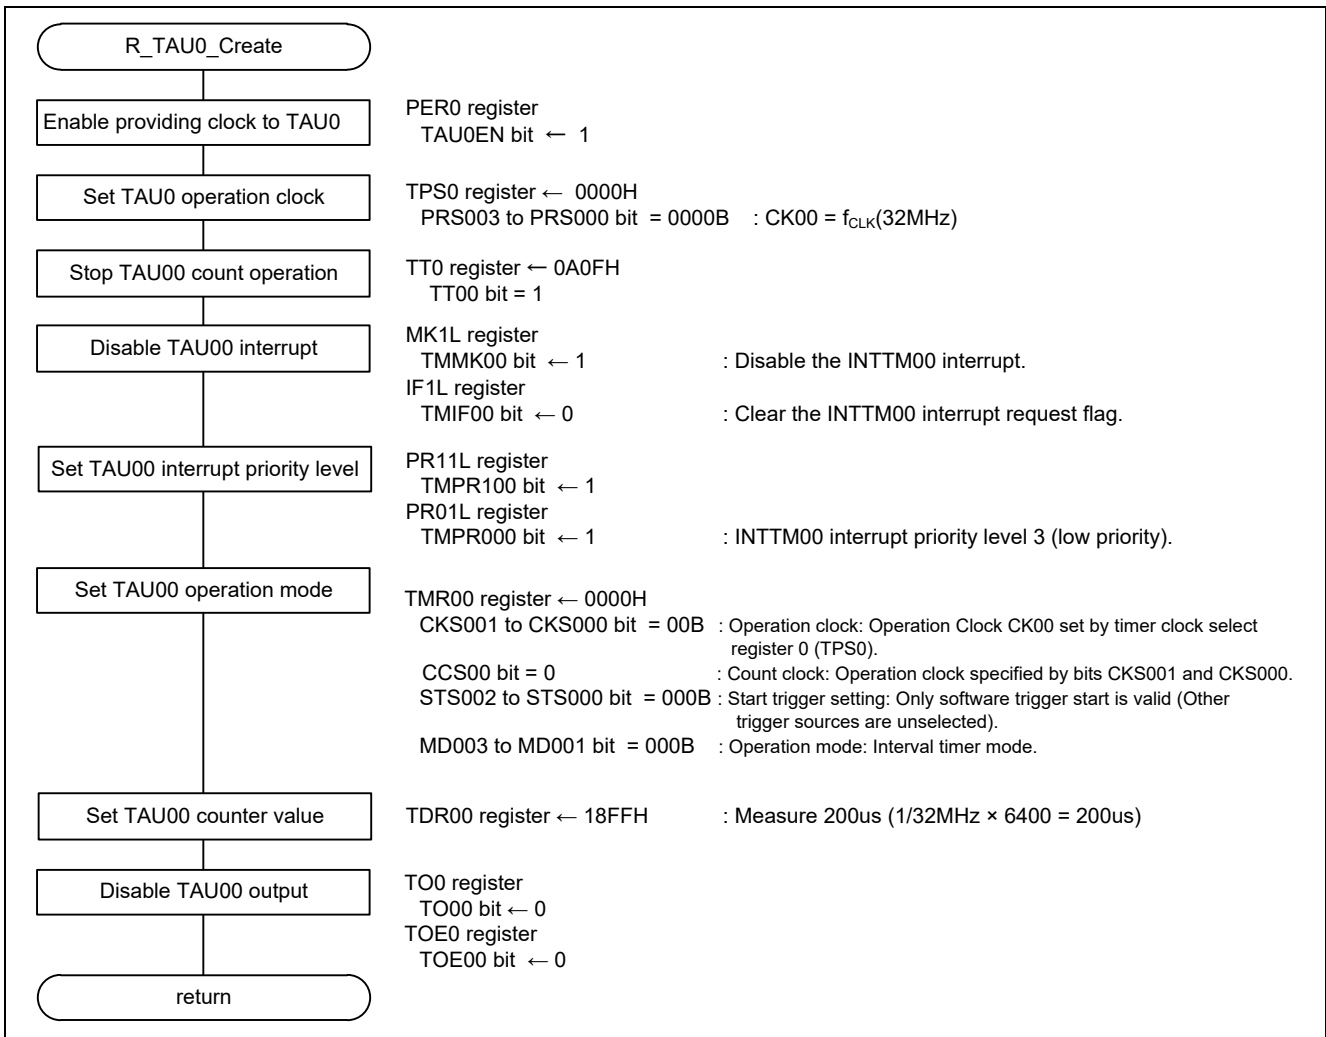 R_TAU0_Create
Enable providing clock to TAU0
PER0 register
TAU0EN bit ← 1
Set TAU0 operation clock
TPS0 register ← 0000H
PRS003 to PRS000 bit = 0000B : CK00 = fCLK(32MHz)
Stop TAU00 count operation
TT0 register ← 0A0FH
TT00 bit = 1
Disable TAU00 interrupt
MK1L register
TMMK00 bit ← 1 : Disable the INTTM00 interrupt.
IF1L register
TMIF00 bit ← 0 : Clear the INTTM00 interrupt request flag.
Set TAU00 interrupt priority level
PR11L register
TMPR100 bit ← 1
PR01L register
TMPR000 bit ← 1 : INTTM00 interrupt priority level 3 (low priority).
Set TAU00 operation mode
TMR00 register ← 0000H
CKS001 to CKS000 bit = 00B : Operation clock: Operation Clock CK00 set by timer clock select
register 0 (TPS0).
CCS00 bit = 0 : Count clock: Operation clock specified by bits CKS001 and CKS000.
STS002 to STS000 bit = 000B : Start trigger setting: Only software trigger start is valid (Other
trigger sources are unselected).
MD003 to MD001 bit = 000B : Operation mode: Interval timer mode.
Set TAU00 counter value
TDR00 register ← 18FFH : Measure 200us (1/32MHz × 6400 = 200us)
Disable TAU00 output
TO0 register
TO00 bit ← 0
TOE0 register
TOE00 bit ← 0
return